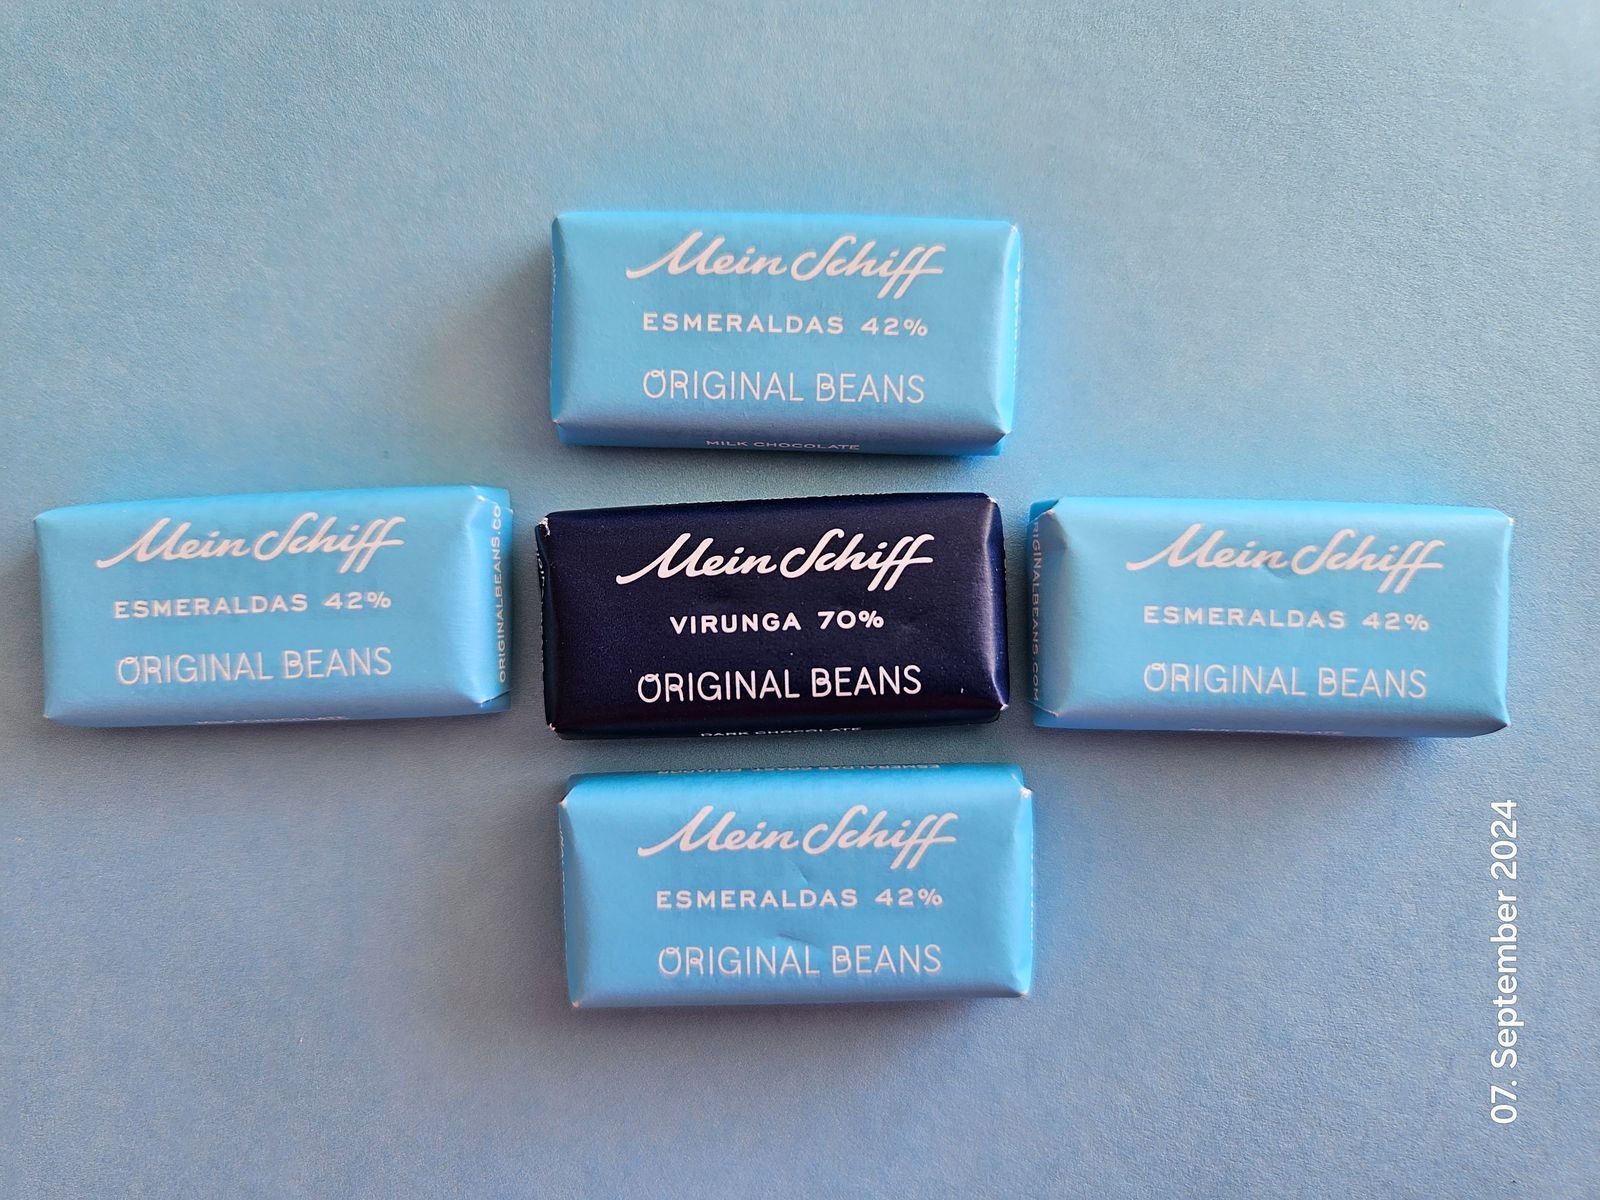 Mein Schiff
ESMERALDAS 42%
ORIGINAL BEANS
MILK CHOCOLATE
Mein Schiff
ESMERALDAS 42%
ORIGINAL BEANS
ORIGINALBEANS.CO
Mein Schiff
VIRUNGA 70%
ORIGINAL BEANS
DARK CHOCOLATE
RIGINALBEANS.COM
Mein Schiff
ESMERALDAS 42%
ORIGINAL BEANS
Mein Schiff
ESMERALDAS 42%
ORIGINAL BEANS
07. September 2024